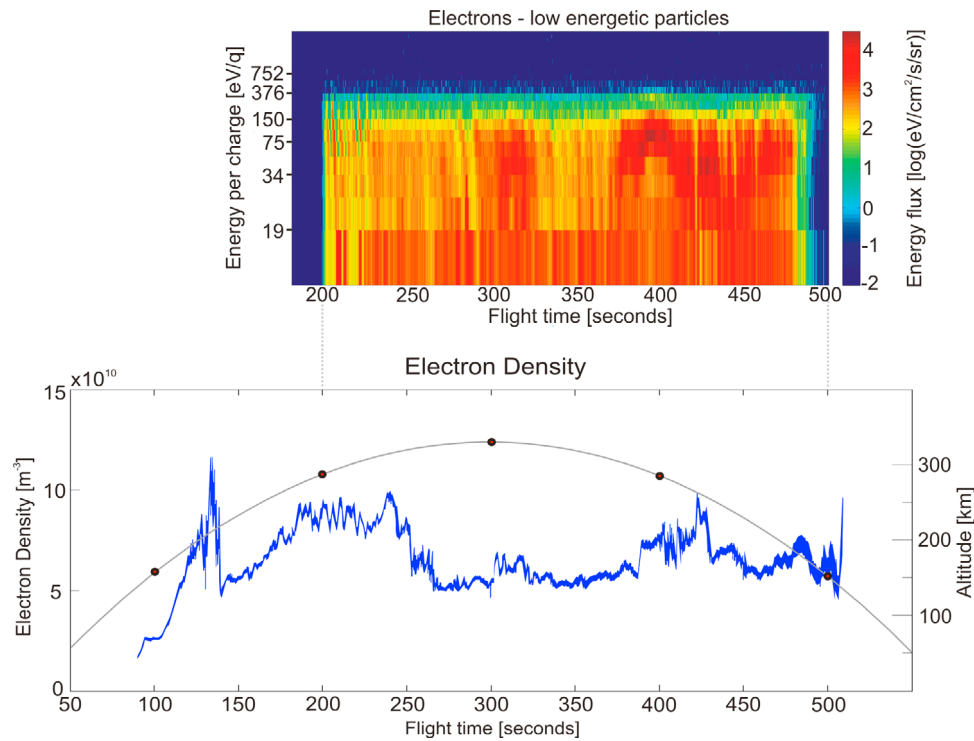 Electrons - low energetic particles
Energy per charge [eV/q]
752
376
150
75
34
19
200 250 300 350 400 450 500
Flight time [seconds]
4
3
2
1
0
-1
-2
Energy flux [log(eV/cm²/s/sr)]
Electron Density
x10¹⁰
15
10
5
0
Electron Density [m⁻³]
300
200
100
Altitude [km]
50 100 150 200 250 300 350 400 450 500
Flight time [seconds]